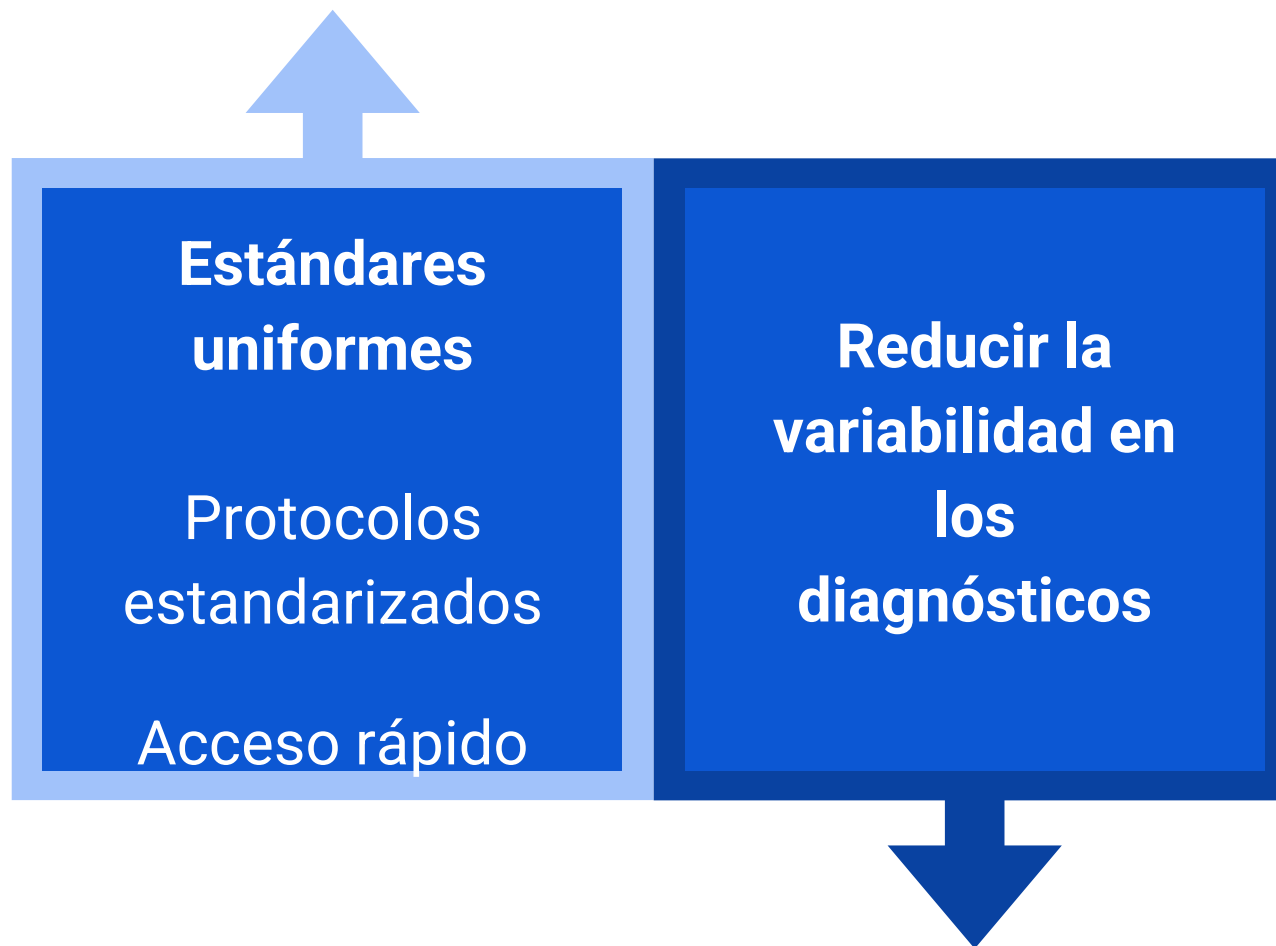 Estándares
uniformes
Protocolos
estandarizados
Acceso rápido
Reducir la
variabilidad en
los
diagnósticos